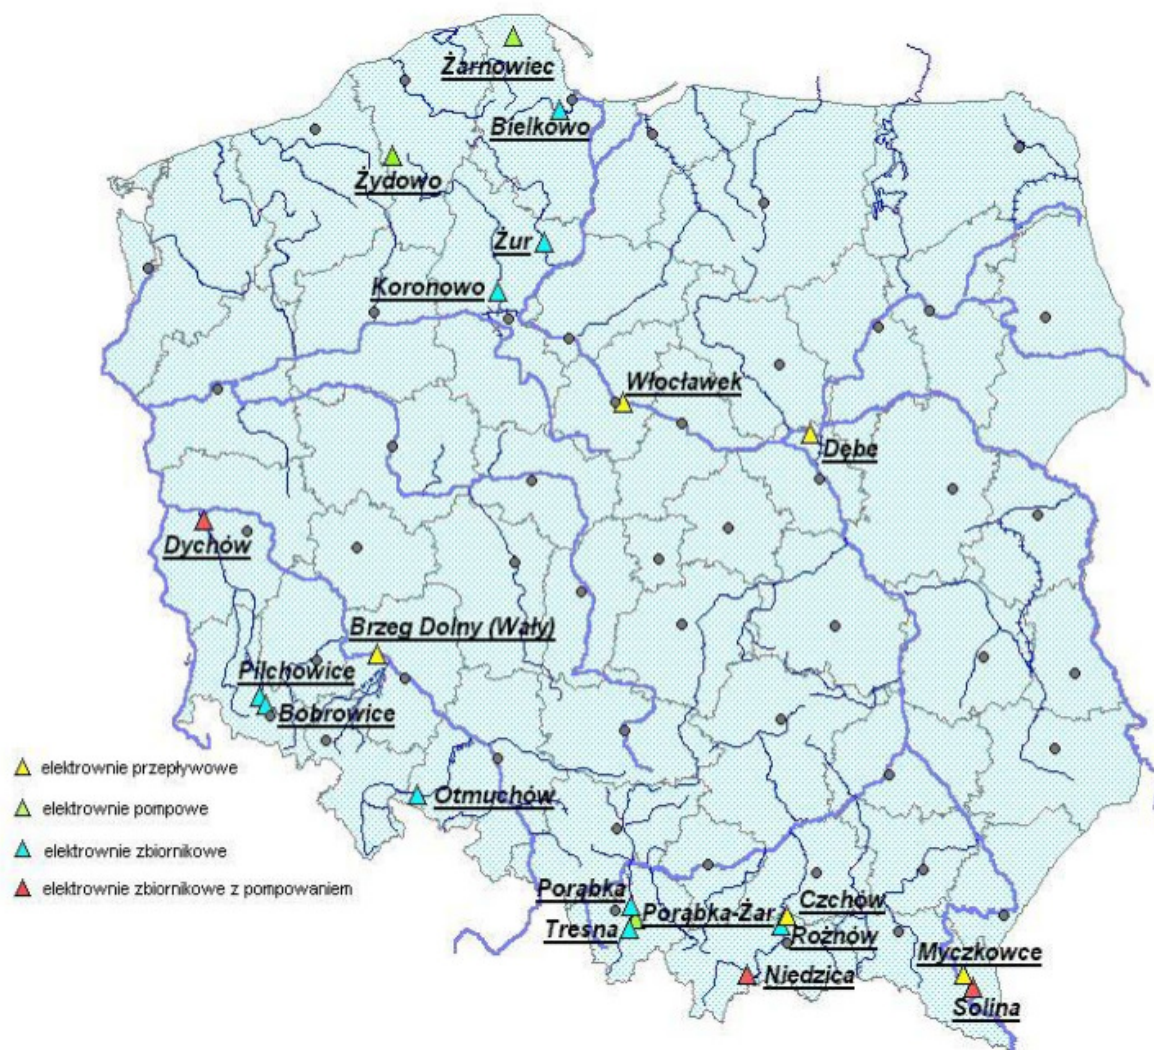 Żarnowiec
Bielkowo
Żydowo
Żur
Koronowo
Włocławek
Dębe
Dychów
Brzeg Dolny (Wały)
Pilchowice
Bobrowice
elektrownie przepływowe
Otmuchów
elektrownie pompowe
elektrownie zbiornikowe
elektrownie zbiornikowe z pompowaniem
Porąbka
Czchów
Porąbka-Żar
Tresna
Rożnów
Myczkowce
Niedzica
Solina